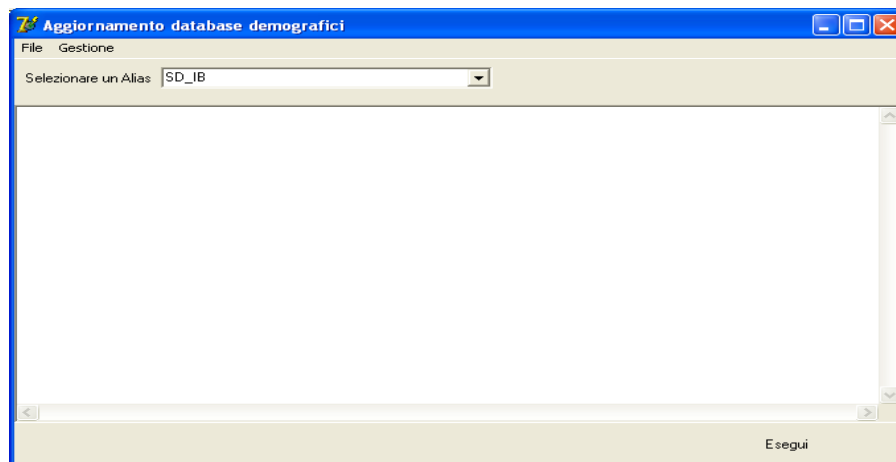 Aggiornamento database demografici
File Gestione
Selezionare un Alias SD_IB
Esegui